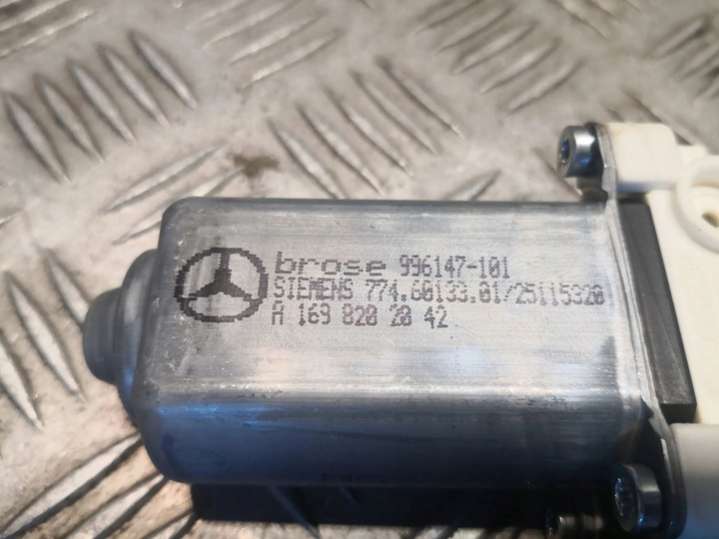 brose 996147-101
SIEMENS 774.60133.01/25115320
A 169 820 20 42